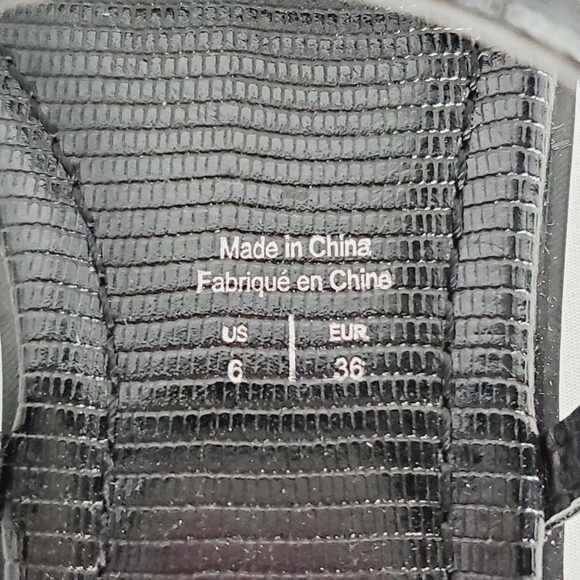 Made in China
Fabriqué en Chine
US | EUR
6 | 36